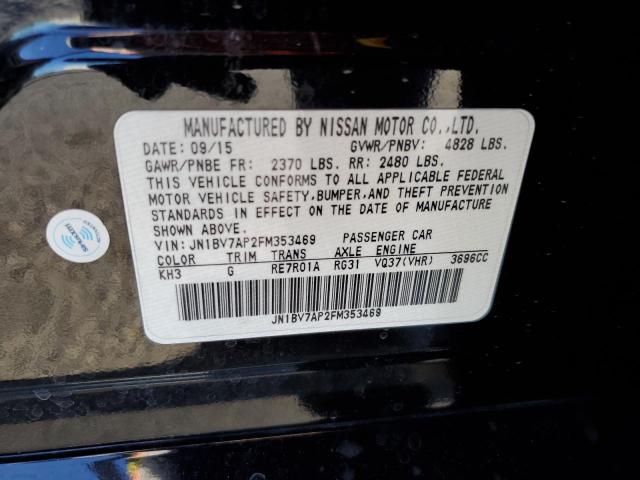 MANUFACTURED BY NISSAN MOTOR CO.,LTD.
DATE: 09/15 GVWR/PNBV: 4828 LBS.
GAWR/PNBE FR: 2370 LBS. RR: 2480 LBS.
THIS VEHICLE CONFORMS TO ALL APPLICABLE FEDERAL
MOTOR VEHICLE SAFETY, BUMPER, AND THEFT PREVENTION
STANDARDS IN EFFECT ON THE DATE OF MANUFACTURE
SHOWN ABOVE.
VIN: JN1BV7AP2FM353469 PASSENGER CAR
COLOR TRIM TRANS AXLE ENGINE
KH3 G RE7R01A RG31 VQ37(VHR) 3696CC
JN1BV7AP2FM353469